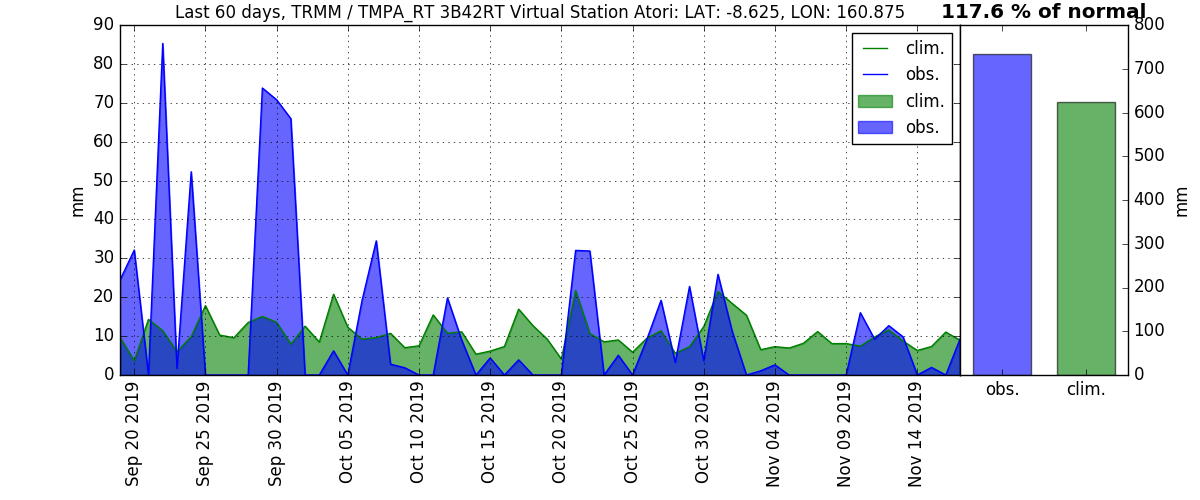 Last 60 days, TRMM / TMPA_RT 3B42RT Virtual Station Atori: LAT: -8.625, LON: 160.875
117.6 % of normal
90
80
70
60
50
40
30
20
10
0
mm
clim.
obs.
clim.
obs.
800
700
600
500
400
300
200
100
0
mm
obs.
clim.
Sep 20 2019
Sep 25 2019
Sep 30 2019
Oct 05 2019
Oct 10 2019
Oct 15 2019
Oct 20 2019
Oct 25 2019
Oct 30 2019
Nov 04 2019
Nov 09 2019
Nov 14 2019